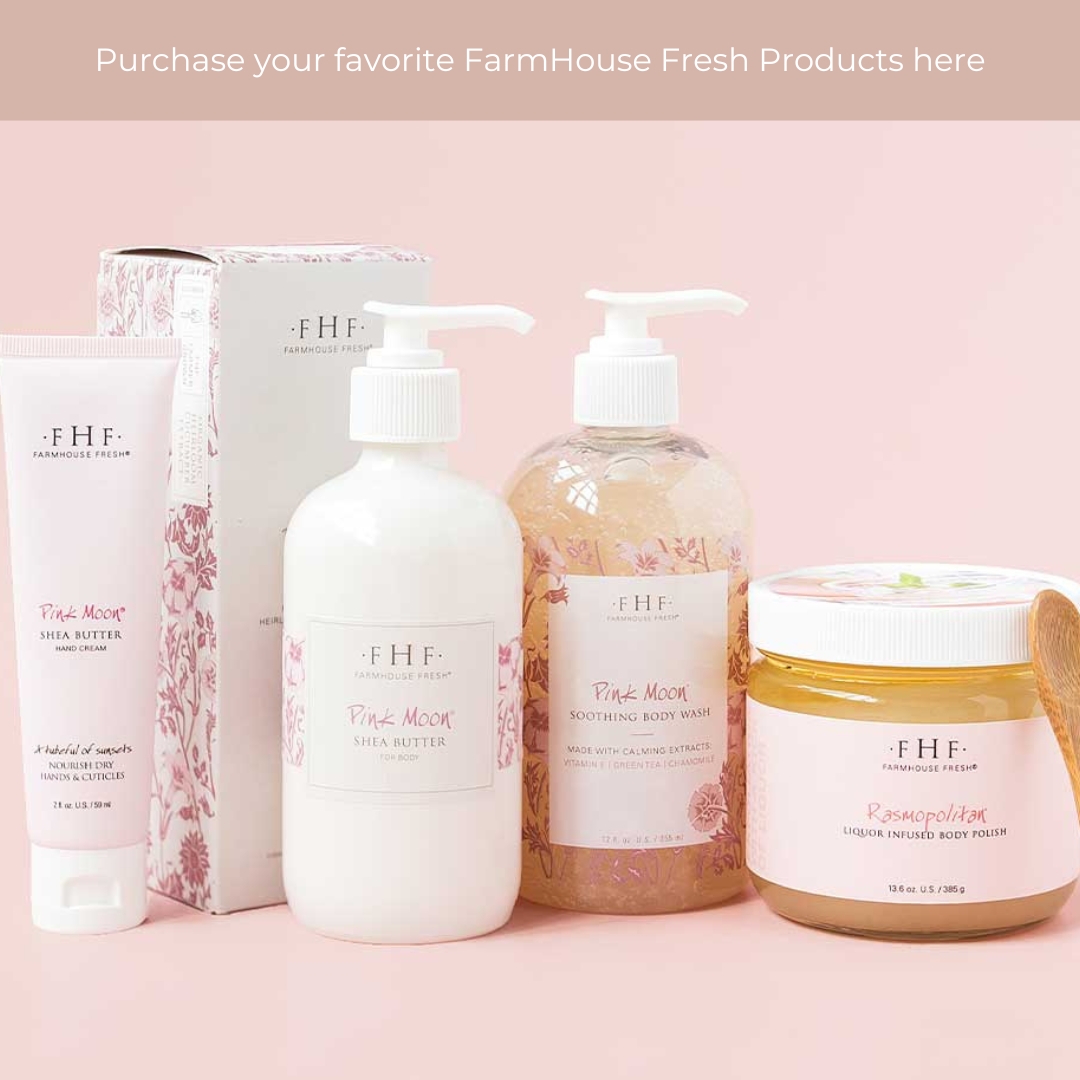 Purchase your favorite FarmHouse Fresh Products here
·FHF·
FARMHOUSE FRESH®
Pink Moon®
SHEA BUTTER
HAND CREAM
A tubeful of sunsets
NOURISH DRY
HANDS & CUTICLES
2 fl. oz. U.S. / 59 ml
·FHF·
FARMHOUSE FRESH®
·FHF·
FARMHOUSE FRESH®
Pink Moon®
SHEA BUTTER
FOR BODY
·FHF·
FARMHOUSE FRESH®
Pink Moon®
SOOTHING BODY WASH
MADE WITH CALMING EXTRACTS:
VITAMIN E | GREEN TEA | CHAMOMILE
·FHF·
FARMHOUSE FRESH®
Rasmopolitan®
LIQUOR INFUSED BODY POLISH
13.6 oz. U.S. / 385 g